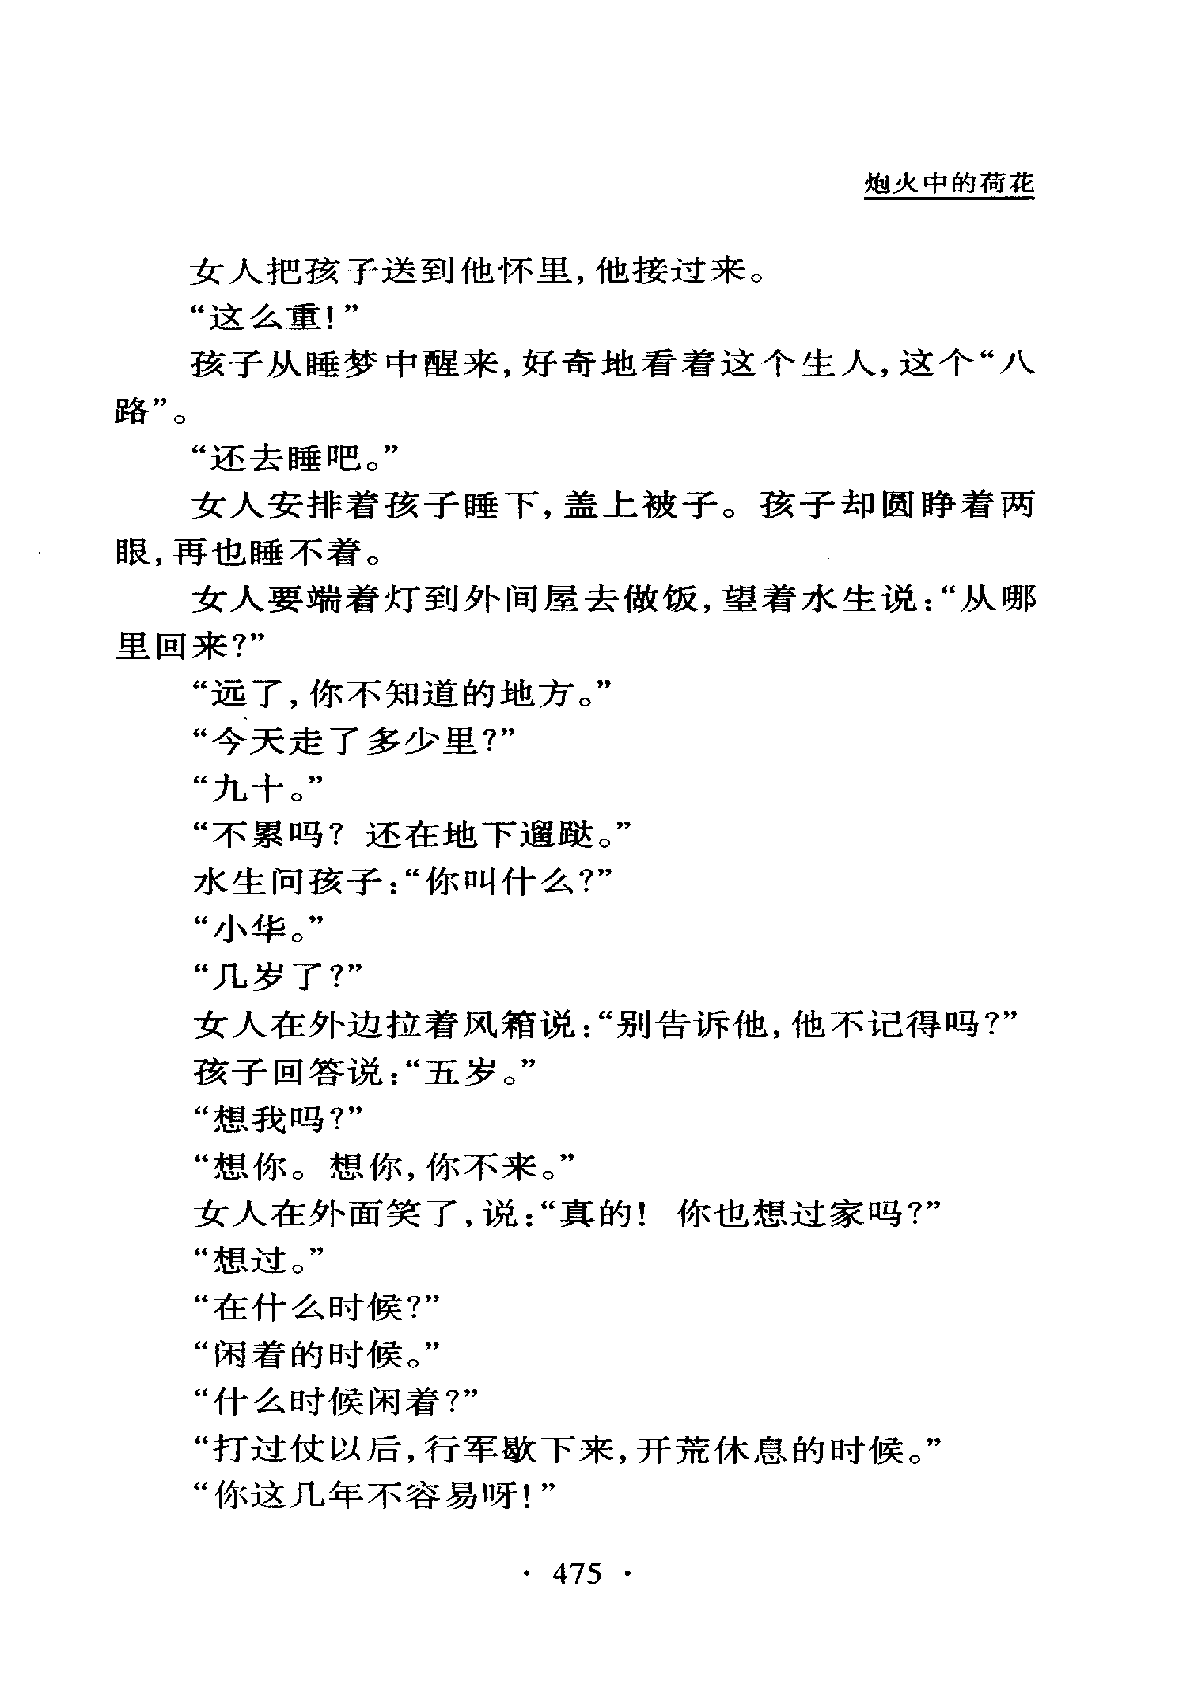 炮火中的荷花
女人把孩子送到他怀里,他接过来。
“这么重!”
孩子从睡梦中醒来,好奇地看着这个生人,这个“八
路”。
“还去睡吧。”
女人安排着孩子睡下,盖上被子。孩子却圆睁着两
眼,再也睡不着。
女人要端着灯到外间屋去做饭,望着水生说:“从哪
里回来?”
“远了,你不知道的地方。”
“今天走了多少里?”
“九十。”
“不累吗? 还在地下遛跶。”
水生问孩子:“你叫什么?”
“小华。”
“几岁了?”
女人在外边拉着风箱说:“别告诉他,他不记得吗?”
孩子回答说:“五岁。”
“想我吗?”
“想你。想你,你不来。”
女人在外面笑了,说:“真的! 你也想过家吗?”
“想过。”
“在什么时候?”
“闲着的时候。”
“什么时候闲着?”
“打过仗以后,行军歇下来,开荒休息的时候。”
“你这几年不容易呀!”
· 475 ·